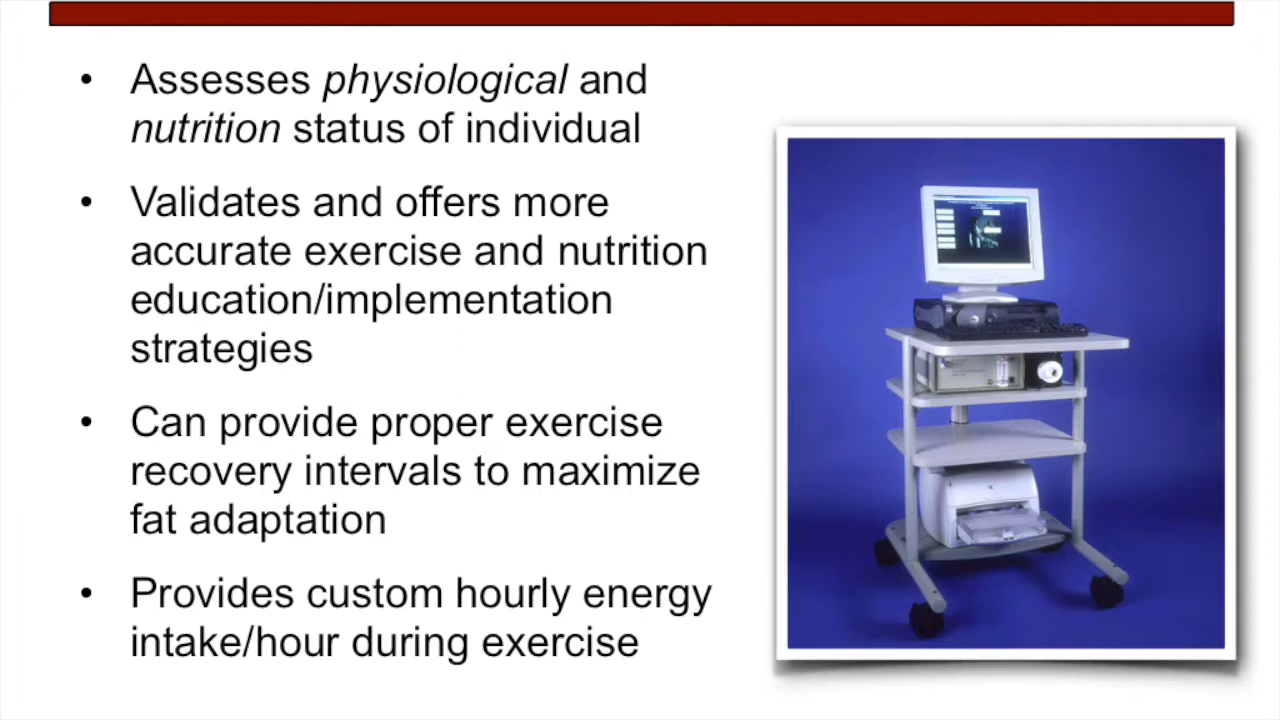 • Assesses physiological and
nutrition status of individual
• Validates and offers more
accurate exercise and nutrition
education/implementation
strategies
• Can provide proper exercise
recovery intervals to maximize
fat adaptation
• Provides custom hourly energy
intake/hour during exercise